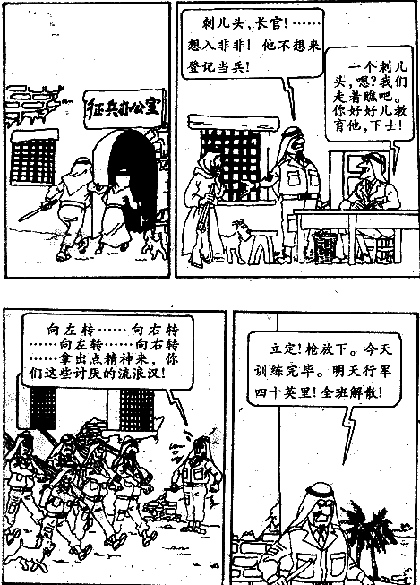 征兵办公室
刺儿头,长官!……
想入非非!他不想来
登记当兵!
一个刺儿
头,嗯?我们
走着瞧吧。
你好好儿教
育他,下士!
向左转……向右转
……向左转……向右转
……拿出点精神来,你
们这些讨厌的流浪汉!
立定!枪放下。今天
训练完毕。明天行军
四十英里!全班解散!